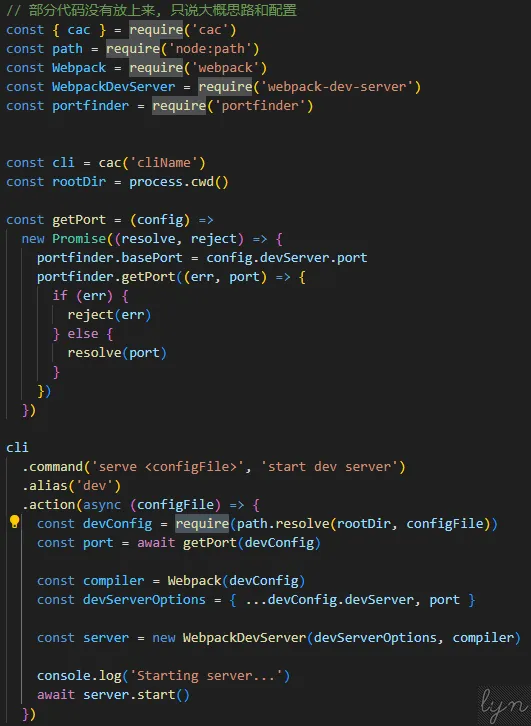 // 部分代码没有放上来, 只说大概思路和配置
const { cac } = require('cac')
const path = require('node:path')
const Webpack = require('webpack')
const WebpackDevServer = require('webpack-dev-server')
const portfinder = require('portfinder')
const cli = cac('cliName')
const rootDir = process.cwd()
const getPort = (config) =>
  new Promise((resolve, reject) => {
    portfinder.basePort = config.devServer.port
    portfinder.getPort((err, port) => {
      if (err) {
        reject(err)
      } else {
        resolve(port)
      }
    })
  })
cli
  .command('serve <configFile>', 'start dev server')
  .alias('dev')
  .action(async (configFile) => {
    const devConfig = require(path.resolve(rootDir, configFile))
    const port = await getPort(devConfig)
    const compiler = Webpack(devConfig)
    const devServerOptions = { ...devConfig.devServer, port }
    const server = new WebpackDevServer(devServerOptions, compiler)
    console.log('Starting server...')
    await server.start()
  })
lyn